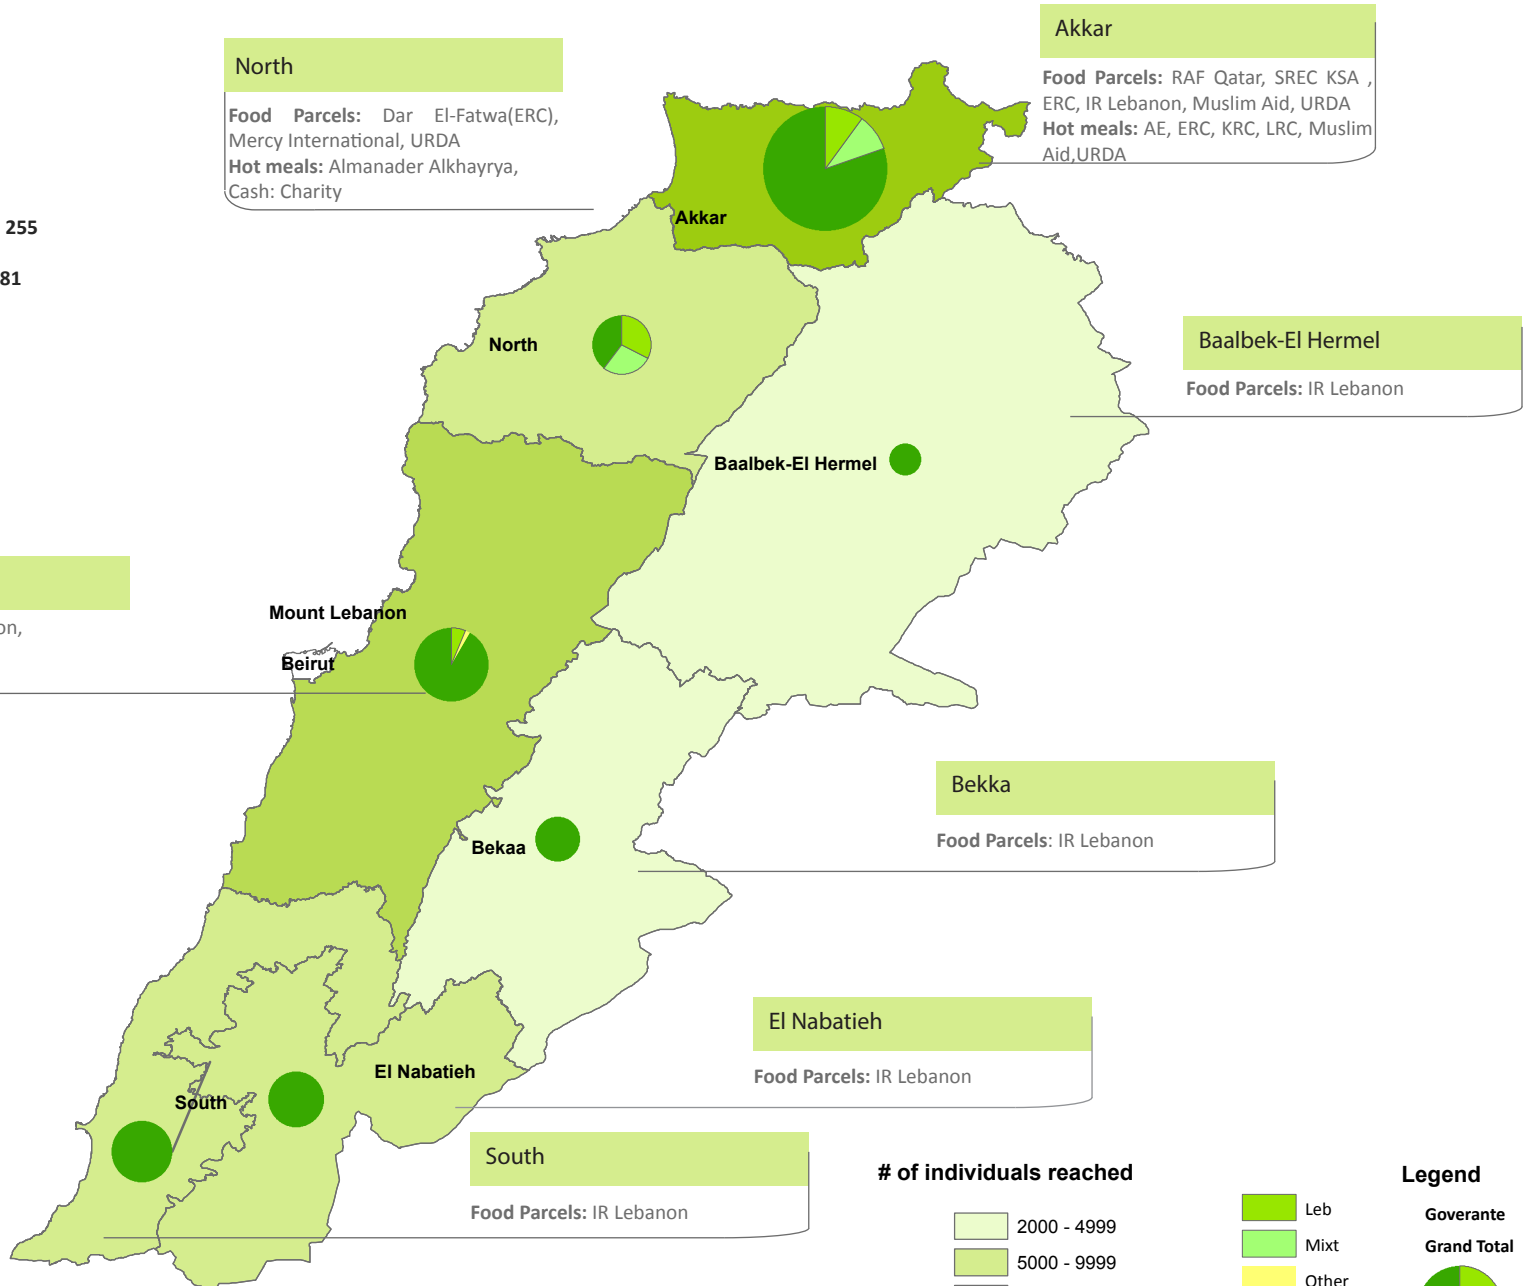 North
Food Parcels: Dar El-Fatwa(ERC),
Mercy International, URDA
Hot meals: Almanader Alkhayrya,
Cash: Charity
Akkar
Food Parcels: RAF Qatar, SREC KSA ,
ERC, IR Lebanon, Muslim Aid, URDA
Hot meals: AE, ERC, KRC, LRC, Muslim
Aid,URDA
255
81
Akkar
North
Baalbek-El Hermel
Food Parcels: IR Lebanon
Baalbek-El Hermel
on,
Mount Lebanon
Beirut
Bekka
Food Parcels: IR Lebanon
Bekaa
El Nabatieh
Food Parcels: IR Lebanon
El Nabatieh
South
South
Food Parcels: IR Lebanon
# of individuals reached
2000 - 4999
5000 - 9999
Leb
Mixt
Other
Legend
Goverante
Grand Total